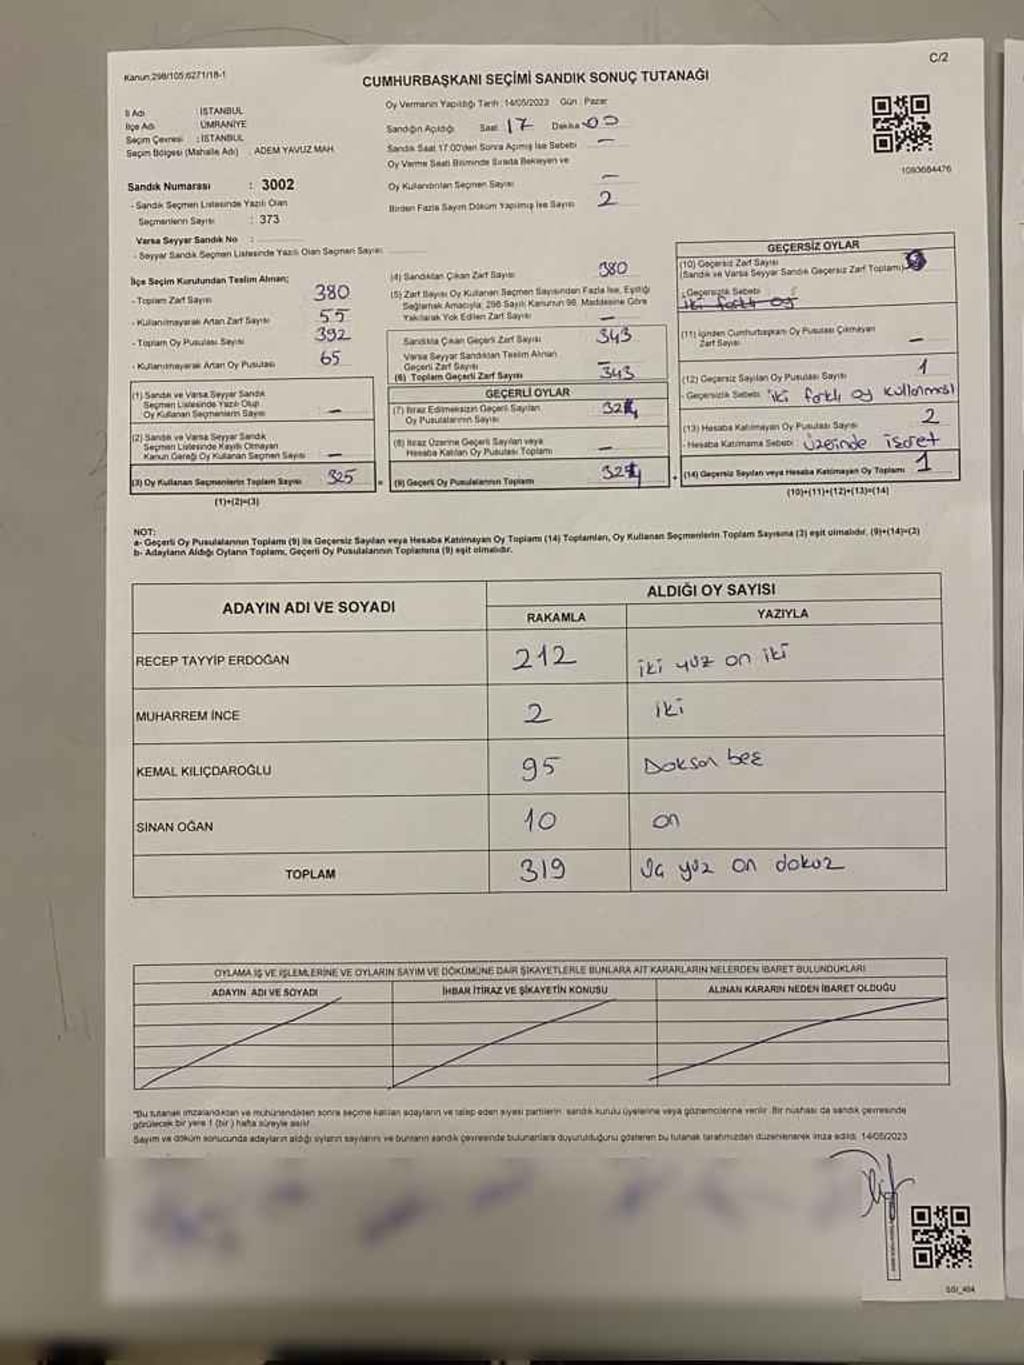 C/2
Kanun;298/105;6271/18-1
CUMHURBAŞKANI SEÇİMİ SANDIK SONUÇ TUTANAĞI
İl Adı : İSTANBUL
İlçe Adı : ÜMRANİYE
Seçim Çevresi : İSTANBUL
Seçim Bölgesi (Mahalle Adı) : ADEM YAVUZ MAH.
Sandık Numarası : 3002
- Sandık Seçmen Listesinde Yazılı Olan
Seçmenlerin Sayısı : 373
Varsa Seyyar Sandık No :
- Seyyar Sandık Seçmen Listesinde Yazılı Olan Seçmen Sayısı:
Oy Vermenin Yapıldığı Tarih :14/05/2023 Gün : Pazar
Sandığın Açıldığı Saat: 17 Dakika: 00
Sandık Saat 17:00'den Sonra Açılmış İse Sebebi —
Oy Verme Saati Bitiminde Sırada Bekleyen ve
Oy Kullandırılan Seçmen Sayısı —
Birden Fazla Sayım Döküm Yapılmış İse Sayısı 2
1093684476
İlçe Seçim Kurulundan Teslim Alınan;
- Toplam Zarf Sayısı 380
- Kullanılmayarak Artan Zarf Sayısı 55
- Toplam Oy Pusulası Sayısı 392
- Kullanılmayarak Artan Oy Pusulası 65
(1) Sandık ve Varsa Seyyar Sandık
Seçmen Listesinde Yazılı Olup
Oy Kullanan Seçmenlerin Sayısı —
(2) Sandık ve Varsa Seyyar Sandık
Seçmen Listesinde Kayıtlı Olmayan
Kanun Gereği Oy Kullanan Seçmen Sayısı —
(3) Oy Kullanan Seçmenlerin Toplam Sayısı 325
(1)+(2)=(3)
(4) Sandıktan Çıkan Zarf Sayısı 380
(5) Zarf Sayısı Oy Kullanan Seçmen Sayısından Fazla İse, Eşitliği
Sağlamak Amacıyla; 298 Sayılı Kanunun 98. Maddesine Göre
Yakılarak Yok Edilen Zarf Sayısı —
Sandıkta Çıkan Geçerli Zarf Sayısı 343
Varsa Seyyar Sandıktan Teslim Alınan
Geçerli Zarf Sayısı —
(6) Toplam Geçerli Zarf Sayısı 343
GEÇERLİ OYLAR
(7) İtiraz Edilmeksizin Geçerli Sayılan
Oy Pusulalarının Sayısı 324
(8) İtiraz Üzerine Geçerli Sayılan veya
Hesaba Katılan Oy Pusulası Toplamı —
(9) Geçerli Oy Pusulalarının Toplamı 324
GEÇERSİZ OYLAR
(10) Geçersiz Zarf Sayısı
(Sandık ve Varsa Seyyar Sandık Geçersiz Zarf Toplamı)
- Geçersizlik Sebebi :
iki farklı oy
(11) İçinden Cumhurbaşkanı Oy Pusulası Çıkmayan
Zarf Sayısı —
(12) Geçersiz Sayılan Oy Pusulası Sayısı 1
- Geçersizlik Sebebi iki farklı oy kullanması
(13) Hesaba Katılmayan Oy Pusula Sayısı 2
- Hesaba Katılmama Sebebi : üzerinde işaret
(14) Geçersiz Sayılan veya Hesaba Katılmayan Oy Toplamı 1
(10)+(11)+(12)+(13)=(14)
NOT:
a- Geçerli Oy Pusulalarının Toplamı (9) ile Geçersiz Sayılan veya Hesaba Katılmayan Oy Toplamı (14) Toplamları, Oy Kullanan Seçmenlerin Toplam Sayısına (3) eşit olmalıdır. (9)+(14)=(3)
b- Adayların Aldığı Oyların Toplamı, Geçerli Oy Pusulalarının Toplamına (9) eşit olmalıdır.
ADAYIN ADI VE SOYADI ALDIĞI OY SAYISI
RAKAMLA YAZIYLA
RECEP TAYYİP ERDOĞAN 212 iki yüz on iki
MUHARREM İNCE 2 iki
KEMAL KILIÇDAROĞLU 95 Doksan beş
SİNAN OĞAN 10 on
TOPLAM 319 üç yüz on dokuz
OYLAMA İŞ VE İŞLEMLERİNE VE OYLARIN SAYIM VE DÖKÜMÜNE DAİR ŞİKAYETLERLE BUNLARA AİT KARARLARIN NELERDEN İBARET BULUNDUKLARI
ADAYIN ADI VE SOYADI İHBAR İTİRAZ VE ŞİKAYETİN KONUSU ALINAN KARARIN NEDEN İBARET OLDUĞU
*Bu tutanak imzalandıktan ve mühürlendikten sonra seçime katılan adayların ve talep eden siyasi partilerin sandık kurulu üyelerine veya gözlemcilerine verilir. Bir nüshası da sandık çevresinde
görülecek bir yere 1 (bir) hafta süreyle asılır.
Sayım ve döküm sonucunda adayların aldığı oyların sayılarını ve bunların sandık çevresinde bulunanlara duyurulduğunu gösteren bu tutanak tarafımızdan düzenlenerek imza edildi. 14/05/2023